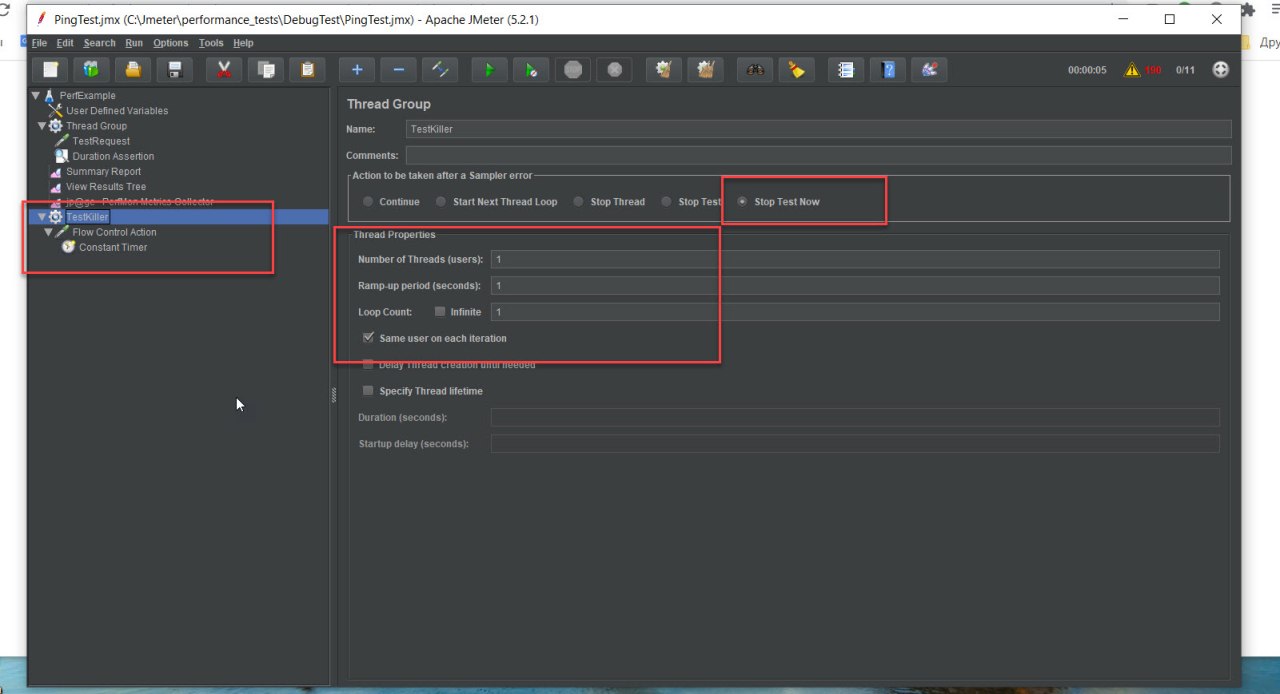 PingTest.jmx (C:\Jmeter\performance_tests\DebugTest\PingTest.jmx) - Apache JMeter (5.2.1)
File Edit Search Run Options Tools Help
00:00:05 190 0/11
Дру
PerfExample
User Defined Variables
Thread Group
TestRequest
Duration Assertion
Summary Report
View Results Tree
jp@gc - PerfMon Metrics Collector
TestKiller
Flow Control Action
Constant Timer
Thread Group
Name: TestKiller
Comments:
Action to be taken after a Sampler error
Continue Start Next Thread Loop Stop Thread Stop Test Stop Test Now
Thread Properties
Number of Threads (users): 1
Ramp-up period (seconds): 1
Loop Count: Infinite 1
Same user on each iteration
Delay Thread creation until needed
Specify Thread lifetime
Duration (seconds):
Startup delay (seconds):